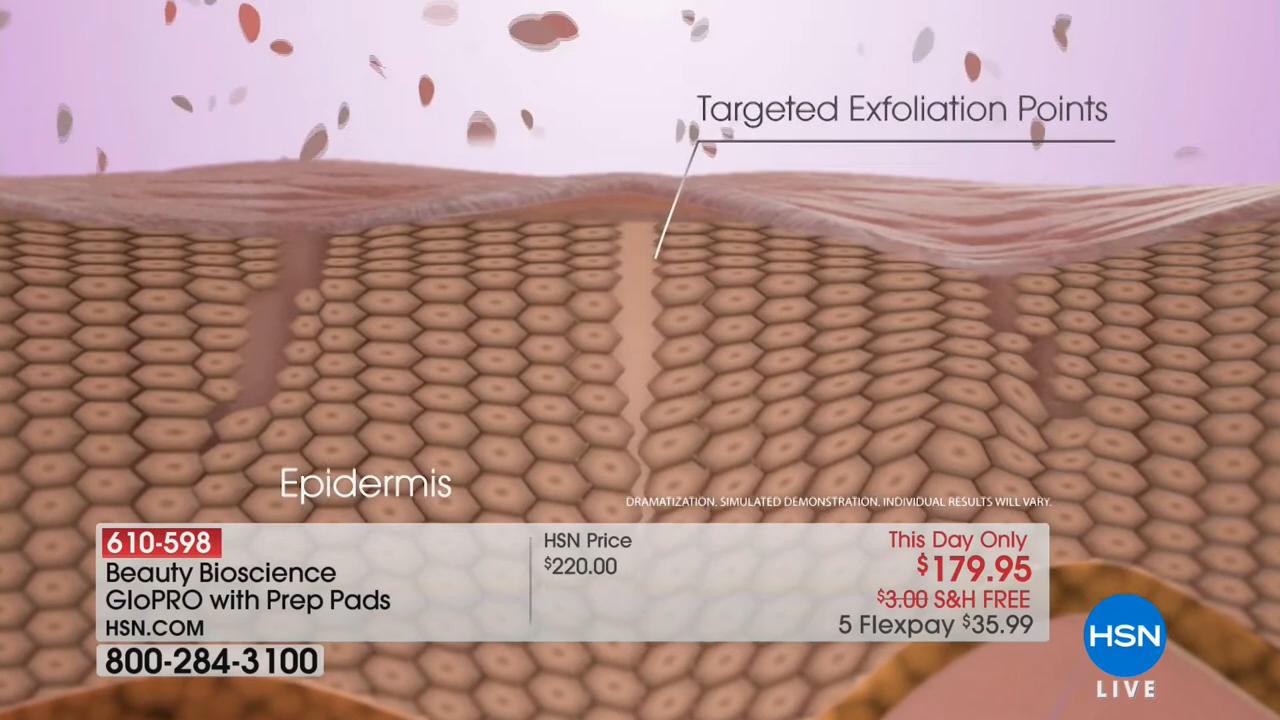 Targeted Exfoliation Points
Epidermis
DRAMATIZATION. SIMULATED DEMONSTRATION. INDIVIDUAL RESULTS WILL VARY.
610-598
Beauty Bioscience
GloPRO with Prep Pads
HSN.COM
800-284-3100
HSN Price
$220.00
This Day Only
$179.95
$3.00 S&H FREE
5 Flexpay $35.99
HSN
LIVE